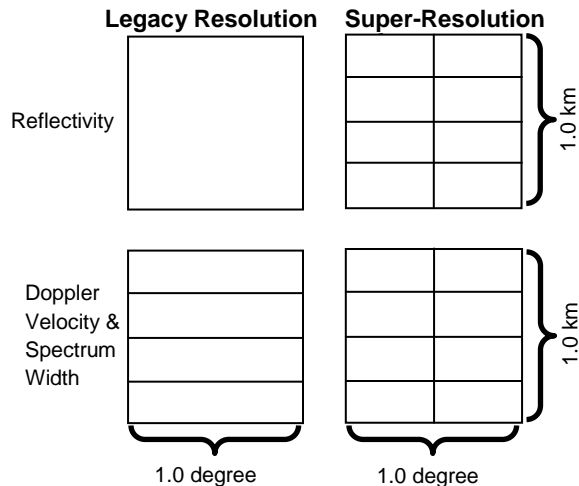 Legacy Resolution
Super-Resolution
Reflectivity
1.0 km
Doppler
Velocity &
Spectrum
Width
1.0 km
1.0 degree
1.0 degree